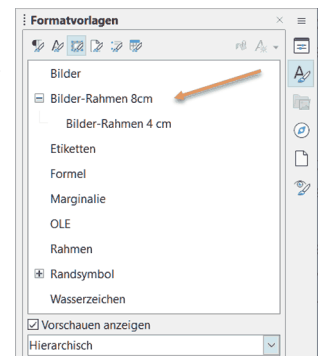 Formatvorlagen
Bilder
Bilder-Rahmen 8cm
Bilder-Rahmen 4 cm
Etiketten
Formel
Marginalie
OLE
Rahmen
Randsymbol
Wasserzeichen
Vorschauen anzeigen
Hierarchisch